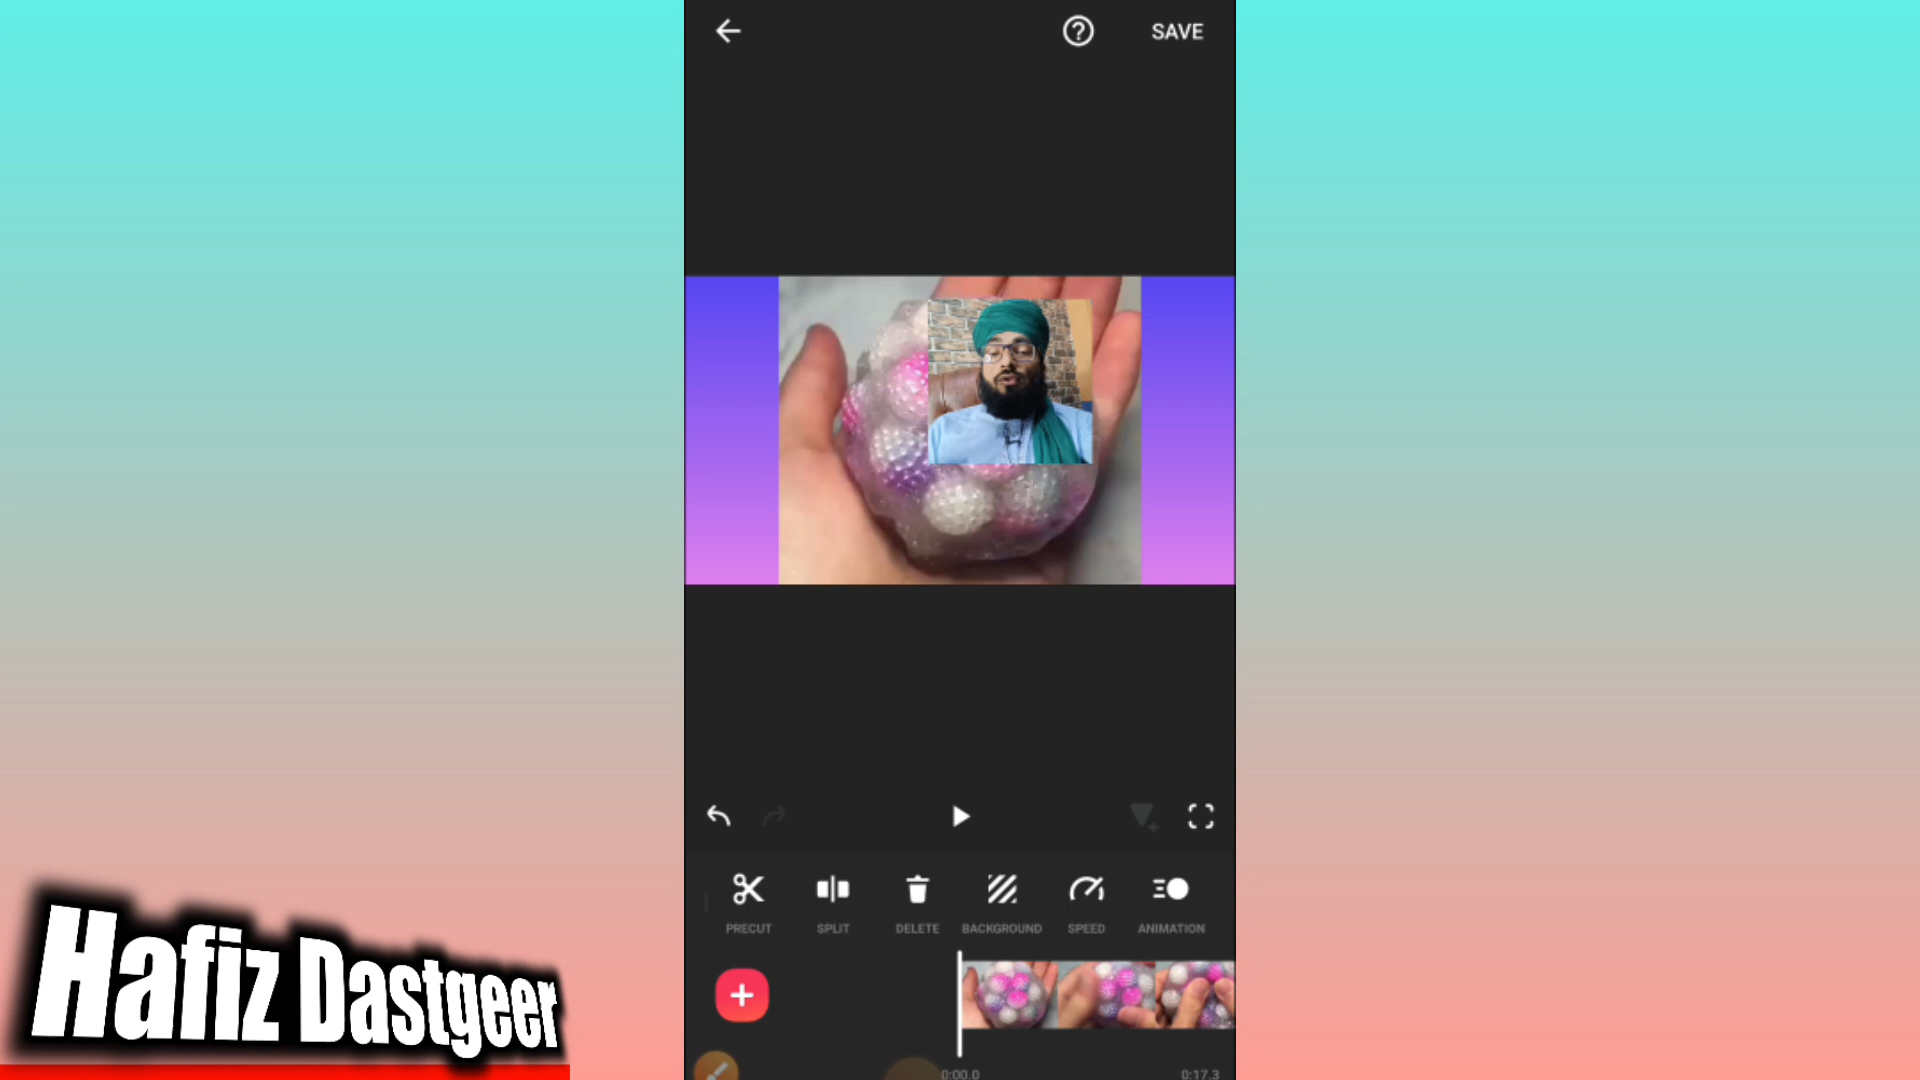 SAVE
PRECUT SPLIT DELETE BACKGROUND SPEED ANIMATION
0:00.0 0:17.3
Hafiz Dastgeer